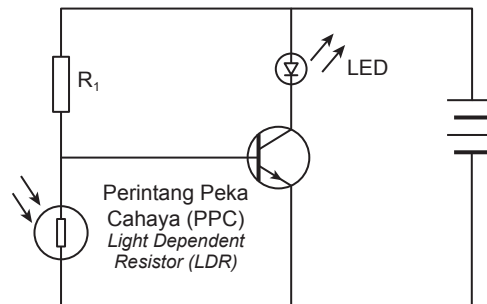 LED
R₁
Perintang Peka
Cahaya (PPC)
Light Dependent
Resistor (LDR)